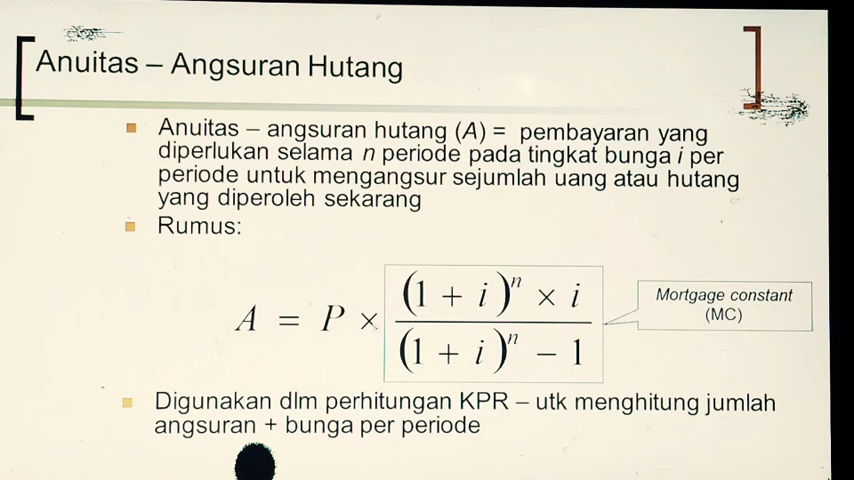 Anuitas – Angsuran Hutang
Anuitas – angsuran hutang (A) = pembayaran yang
diperlukan selama n periode pada tingkat bunga i per
periode untuk mengangsur sejumlah uang atau hutang
yang diperoleh sekarang
Rumus:
A = P × ((1 + i)^n × i) / ((1 + i)^n − 1)
Mortgage constant
(MC)
Digunakan dlm perhitungan KPR – utk menghitung jumlah
angsuran + bunga per periode